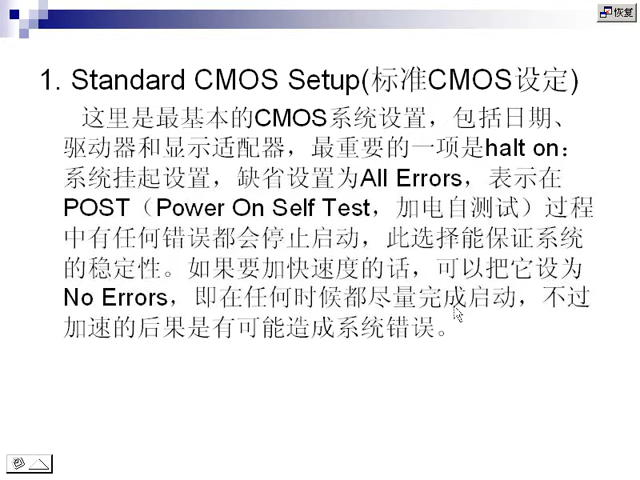 恢复
1. Standard CMOS Setup(标准CMOS设定)
这里是最基本的CMOS系统设置，包括日期、
驱动器和显示适配器，最重要的一项是halt on：
系统挂起设置，缺省设置为All Errors，表示在
POST（Power On Self Test，加电自测试）过程
中有任何错误都会停止启动，此选择能保证系统
的稳定性。如果要加快速度的话，可以把它设为
No Errors，即在任何时候都尽量完成启动，不过
加速的后果是有可能造成系统错误。